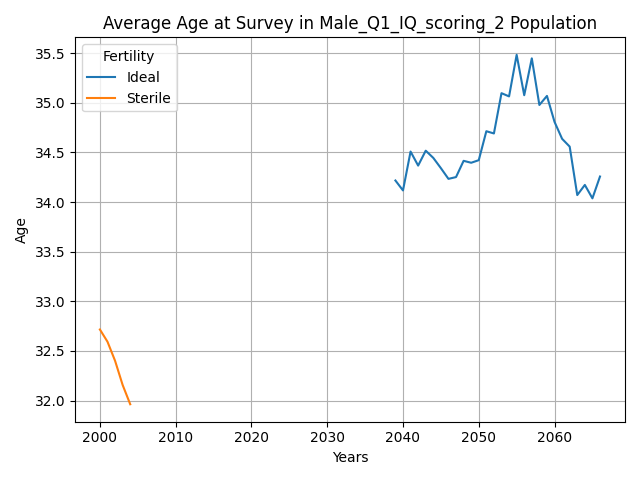 Average Age at Survey in Male_Q1_IQ_scoring_2 Population
Fertility
Ideal
Sterile
35.5
35.0
34.5
34.0
33.5
33.0
32.5
32.0
Age
2000 2010 2020 2030 2040 2050 2060
Years